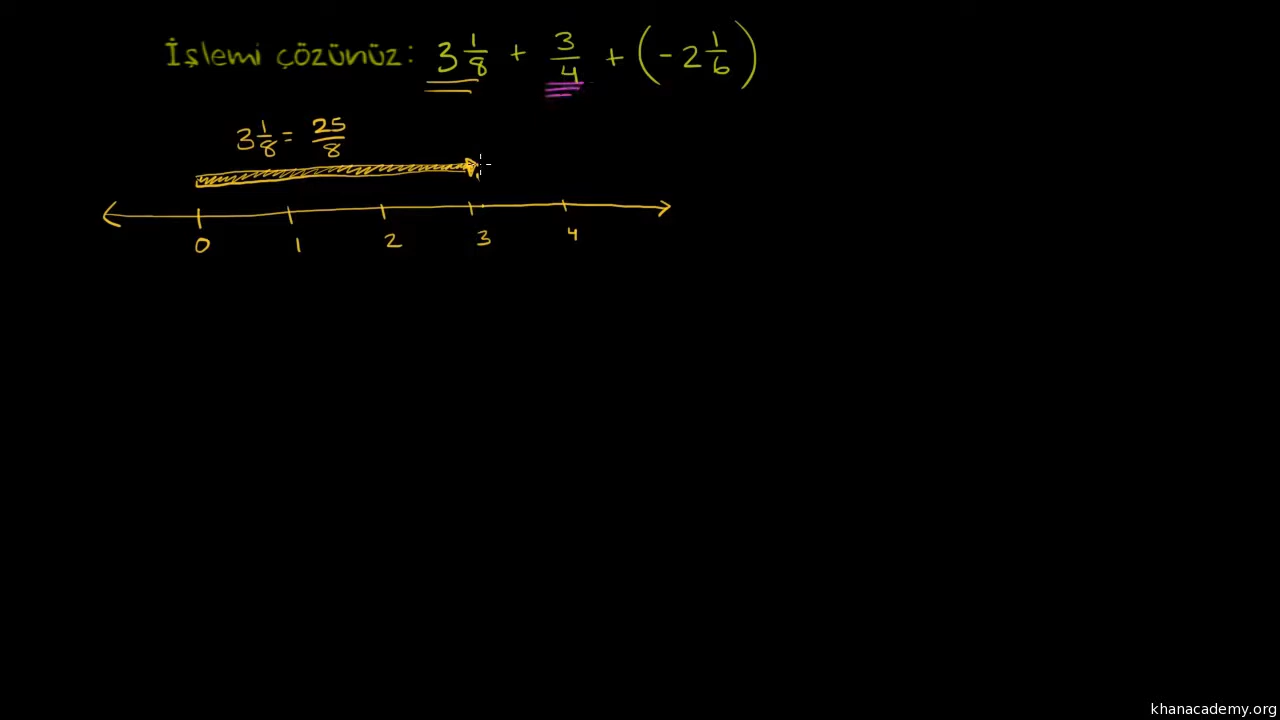 İşlemi çözünüz: 3 1/8 + 3/4 + (-2 1/6)
3 1/8 = 25/8
0 1 2 3 4
khanacademy.org